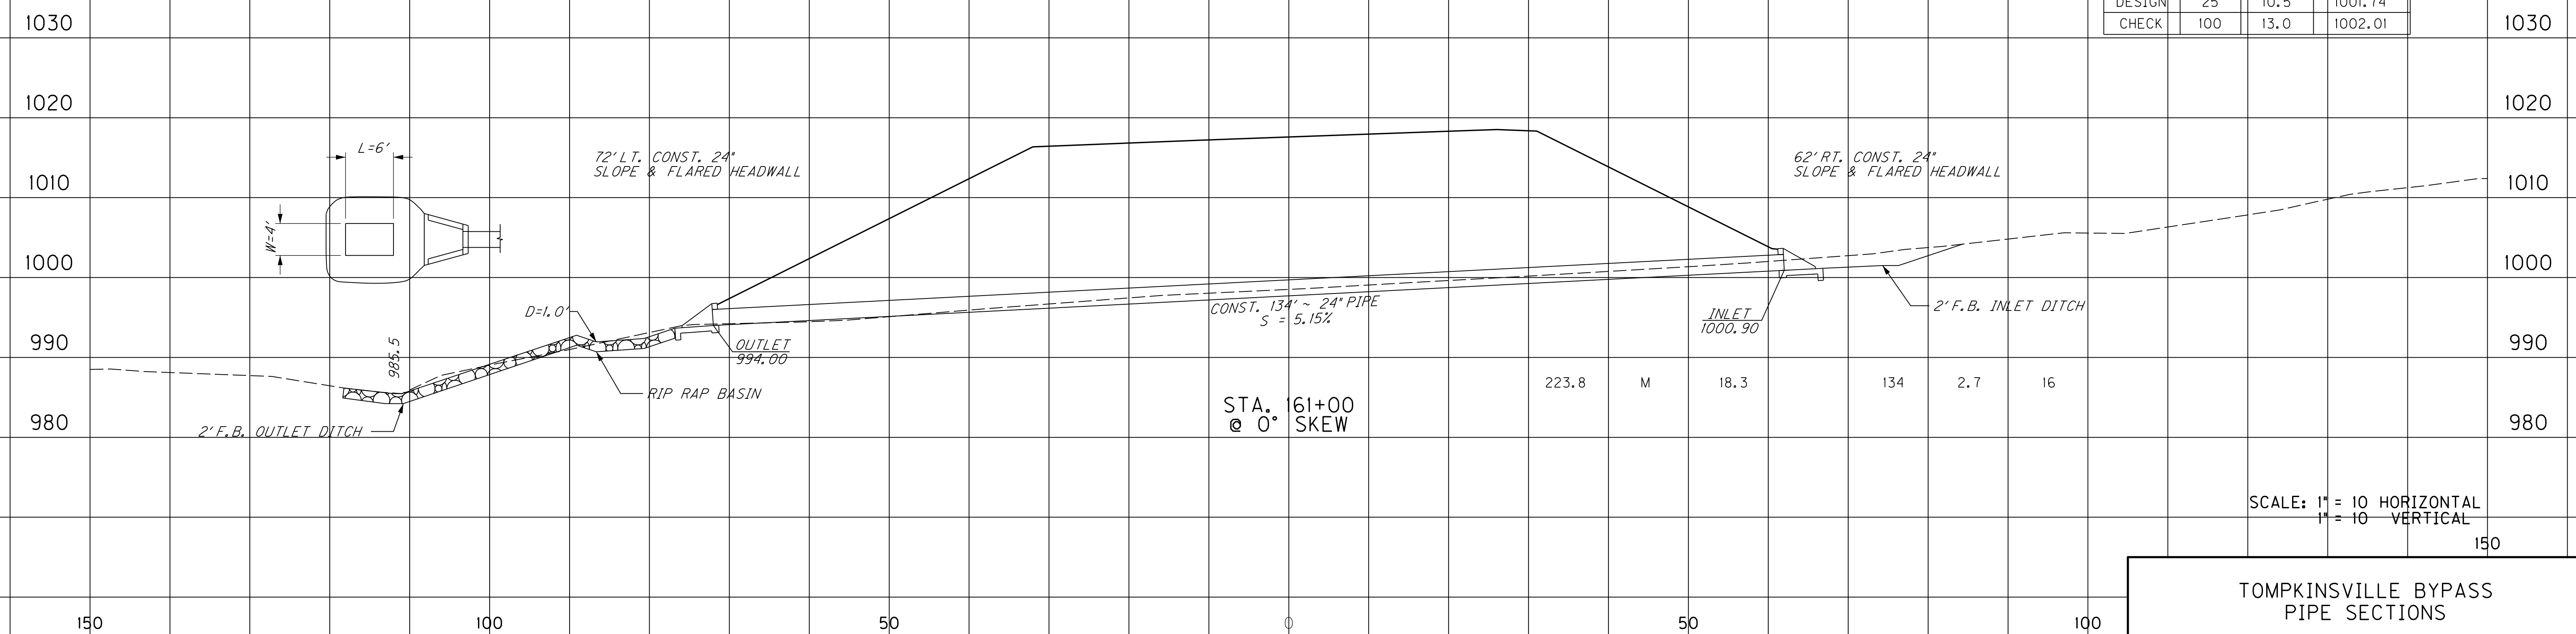 DESIGN 25 10.5 1001.74
CHECK 100 13.0 1002.01
1030 1030
1020 1020
1010 1010
1000 1000
990 990
980 980
L=6'
W=4'
72' LT. CONST. 24"
SLOPE & FLARED HEADWALL
62' RT. CONST. 24"
SLOPE & FLARED HEADWALL
D=1.0'
CONST. 134' ~ 24" PIPE
S = 5.15%
INLET
1000.90
2' F.B. INLET DITCH
985.5
OUTLET
994.00
RIP RAP BASIN
2' F.B. OUTLET DITCH
223.8 M 18.3 134 2.7 16
STA. 161+00
@ 0° SKEW
SCALE: 1" = 10 HORIZONTAL
1" = 10 VERTICAL
150
TOMPKINSVILLE BYPASS
PIPE SECTIONS
150 100 50 0 50 100